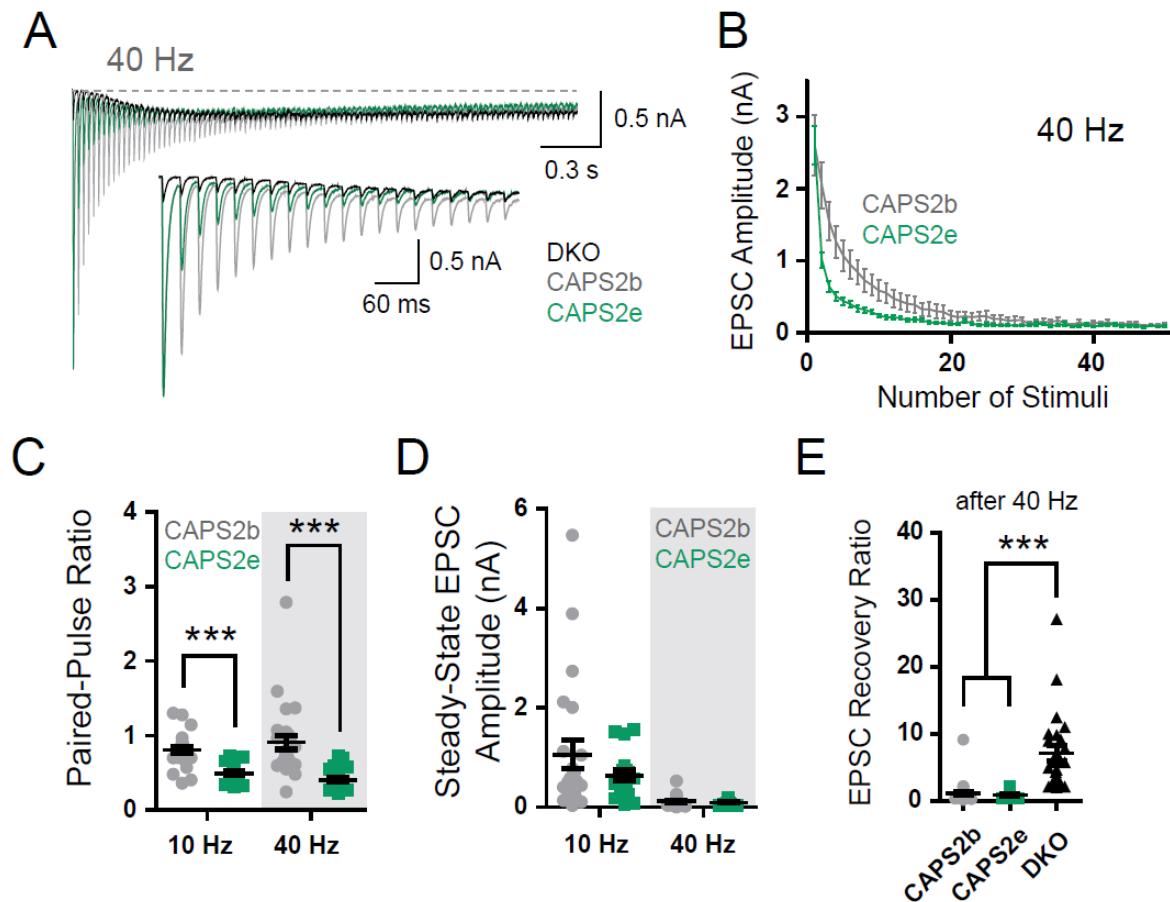 A
40 Hz
0.5 nA
0.3 s
0.5 nA
60 ms
DKO
CAPS2b
CAPS2e
B
EPSC Amplitude (nA)
3
2
1
0
40 Hz
CAPS2b
CAPS2e
0
20
40
Number of Stimuli
C
Paired-Pulse Ratio
4
3
2
1
0
CAPS2b
CAPS2e
***
***
10 Hz
40 Hz
D
Steady-State EPSC
Amplitude (nA)
6
4
2
0
CAPS2b
CAPS2e
10 Hz
40 Hz
E
after 40 Hz
EPSC Recovery Ratio
40
30
20
10
0
***
CAPS2b
CAPS2e
DKO